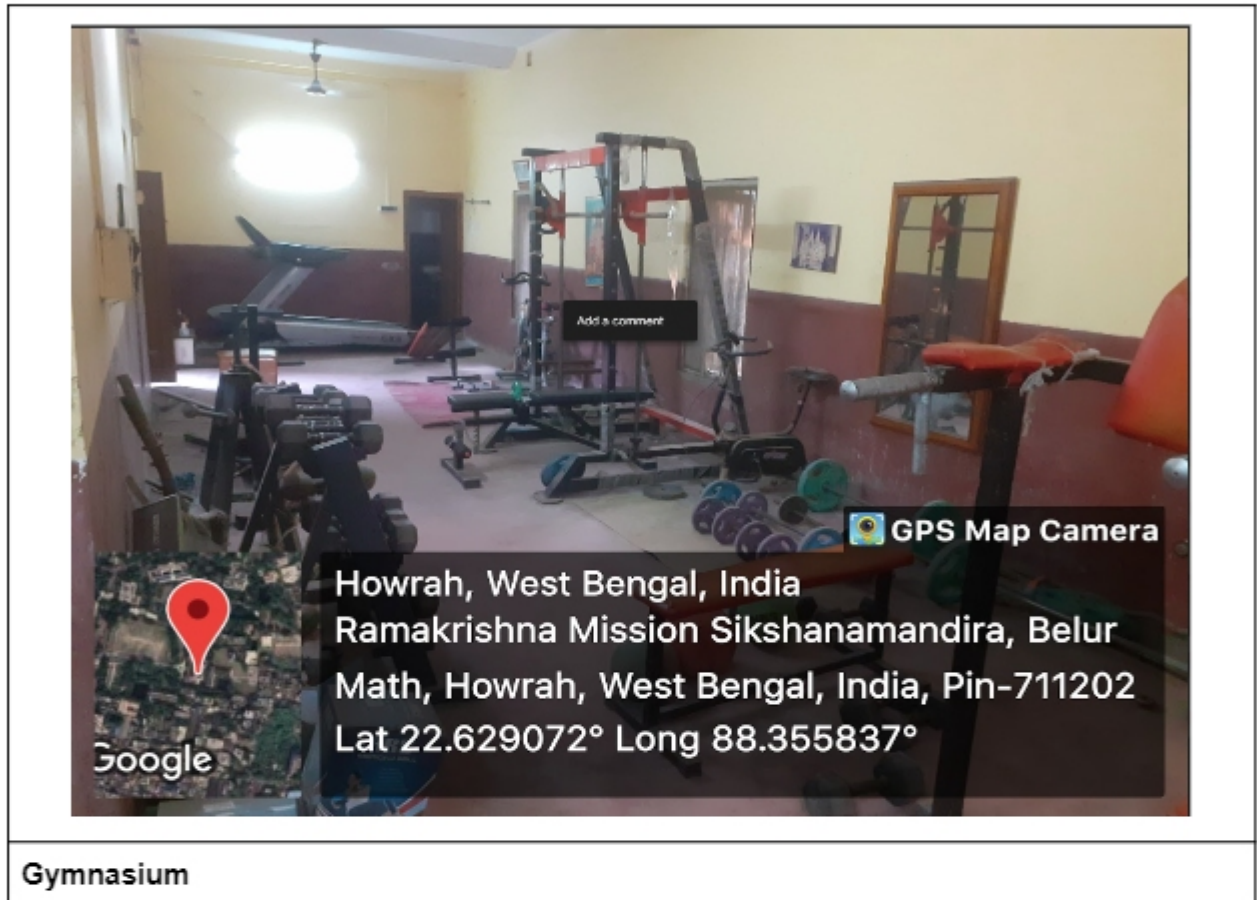 Add a comment
GPS Map Camera
Howrah, West Bengal, India
Ramakrishna Mission Sikshanamandira, Belur
Math, Howrah, West Bengal, India, Pin-711202
Lat 22.629072° Long 88.355837°
Google
Gymnasium